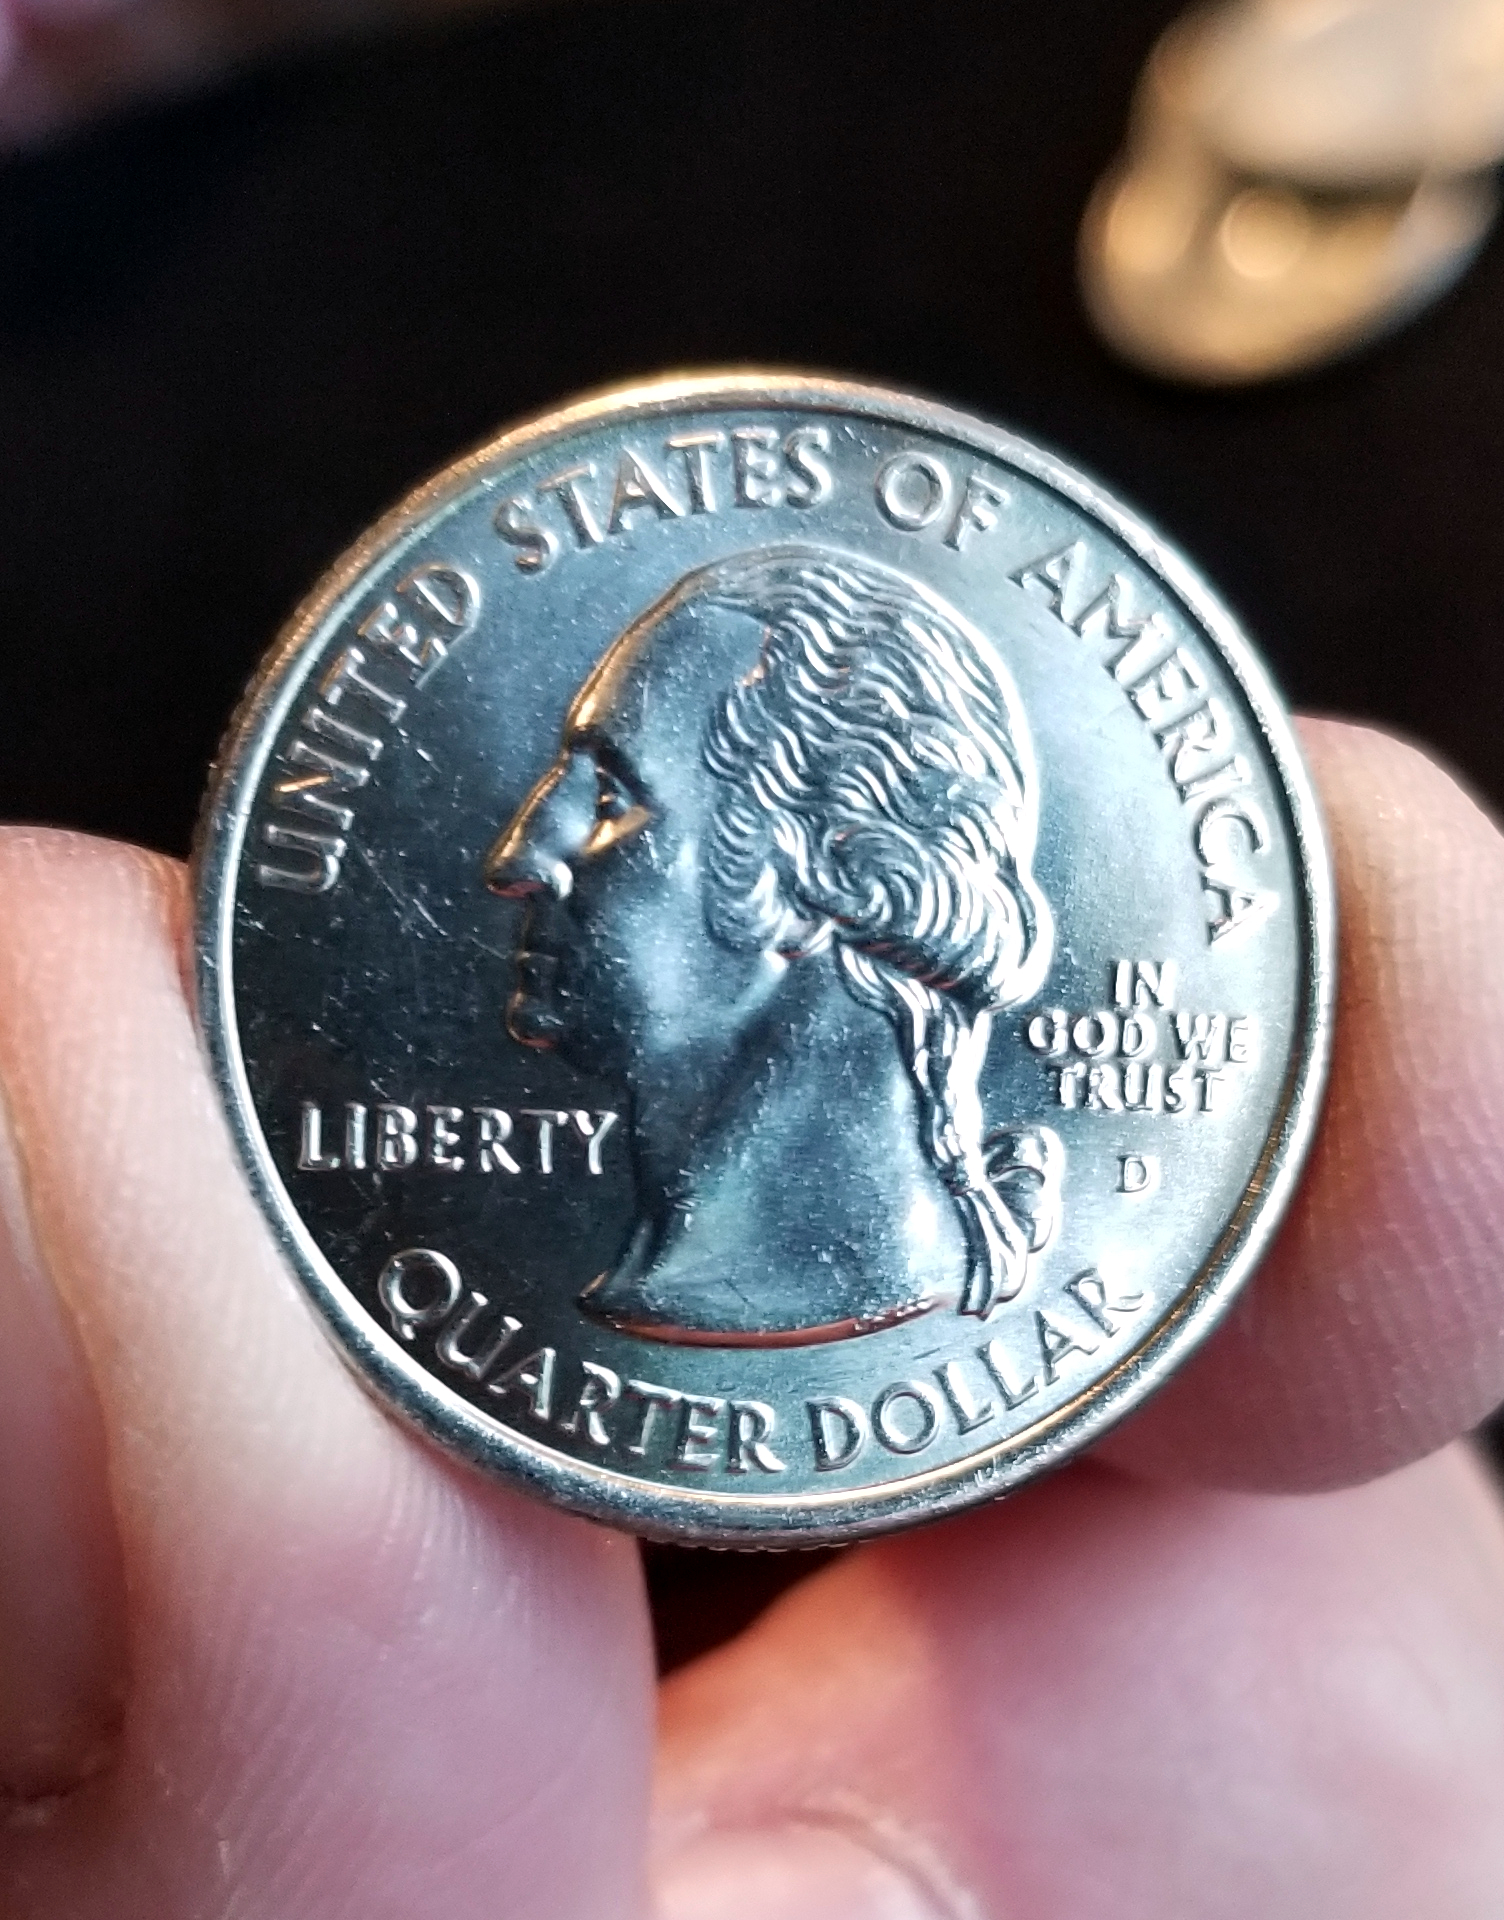 UNITED STATES OF AMERICA
IN
GOD WE
TRUST
LIBERTY
D
QUARTER DOLLAR